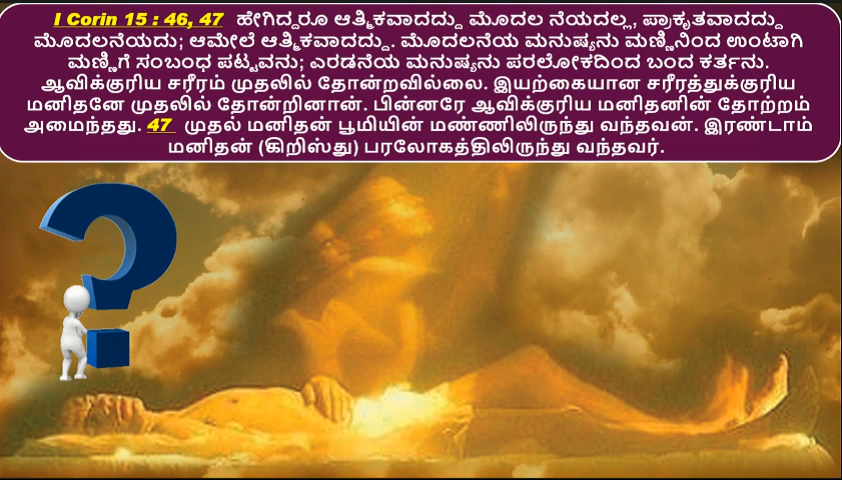 I Corin 15 : 46, 47 ಹೇಗಿದ್ದರೂ ಆತ್ಮಿಕವಾದದ್ದು ಮೊದಲ ನೆಯದಲ್ಲ, ಪ್ರಾಕೃತವಾದದ್ದು
ಮೊದಲನೆಯದು; ಆಮೇಲೆ ಆತ್ಮಿಕವಾದದ್ದು. ಮೊದಲನೆಯ ಮನುಷ್ಯನು ಮಣ್ಣಿನಿಂದ ಉಂಟಾಗಿ
ಮಣ್ಣಿಗೆ ಸಂಬಂಧ ಪಟ್ಟವನು; ಎರಡನೆಯ ಮನುಷ್ಯನು ಪರಲೋಕದಿಂದ ಬಂದ ಕರ್ತನು.
ஆவிக்குரிய சரீரம் முதலில் தோன்றவில்லை. இயற்கையான சரீரத்துக்குரிய
மனிதனே முதலில் தோன்றினான். பின்னரே ஆவிக்குரிய மனிதனின் தோற்றம்
அமைந்தது. 47 முதல் மனிதன் பூமியின் மண்ணிலிருந்து வந்தவன். இரண்டாம்
மனிதன் (கிறிஸ்து) பரலோகத்திலிருந்து வந்தவர்.